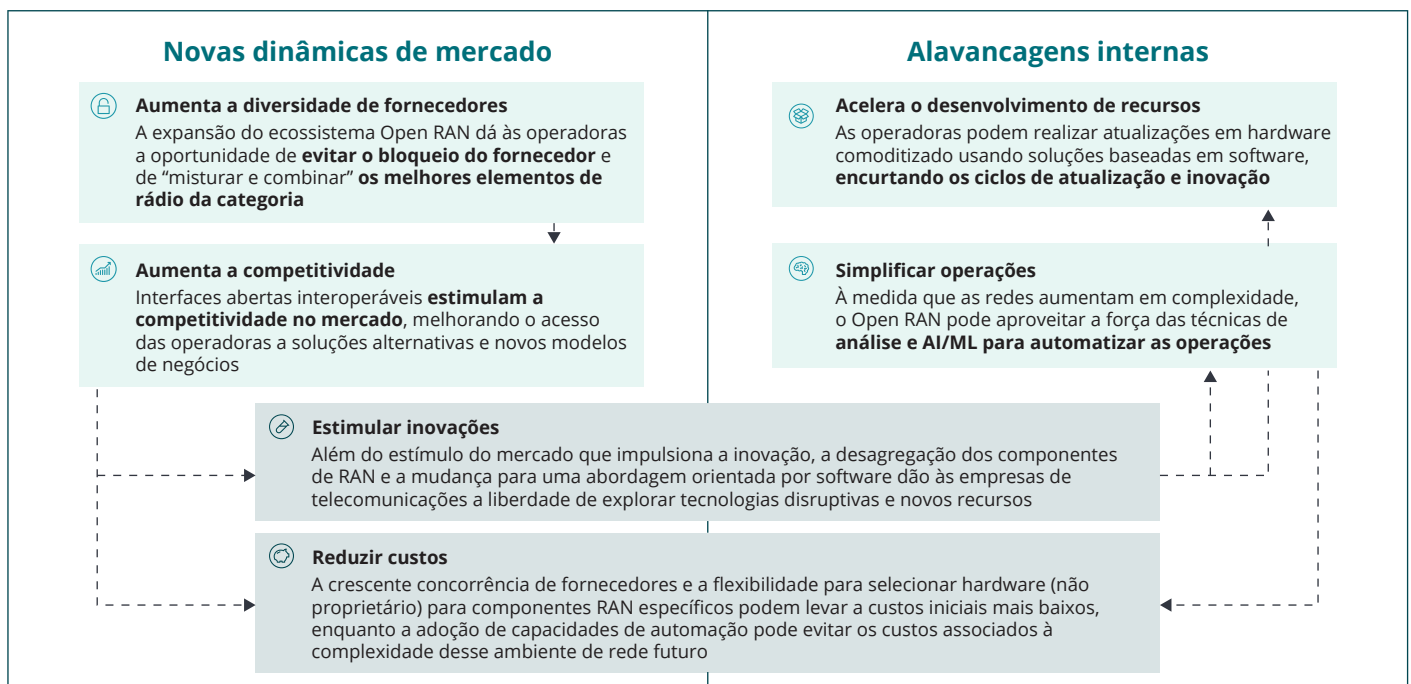 Novas dinâmicas de mercado
Aumenta a diversidade de fornecedores
A expansão do ecossistema Open RAN dá às operadoras
a oportunidade de evitar o bloqueio do fornecedor e
de “misturar e combinar” os melhores elementos de
rádio da categoria
Aumenta a competitividade
Interfaces abertas interoperáveis estimulam a
competitividade no mercado, melhorando o acesso
das operadoras a soluções alternativas e novos modelos
de negócios
Alavancagens internas
Acelera o desenvolvimento de recursos
As operadoras podem realizar atualizações em hardware
comoditizado usando soluções baseadas em software,
encurtando os ciclos de atualização e inovação
Simplificar operações
À medida que as redes aumentam em complexidade,
o Open RAN pode aproveitar a força das técnicas de
análise e AI/ML para automatizar as operações
Estimular inovações
Além do estímulo do mercado que impulsiona a inovação, a desagregação dos componentes
de RAN e a mudança para uma abordagem orientada por software dão às empresas de
telecomunicações a liberdade de explorar tecnologias disruptivas e novos recursos
Reduzir custos
A crescente concorrência de fornecedores e a flexibilidade para selecionar hardware (não
proprietário) para componentes RAN específicos podem levar a custos iniciais mais baixos,
enquanto a adoção de capacidades de automação pode evitar os custos associados à
complexidade desse ambiente de rede futuro